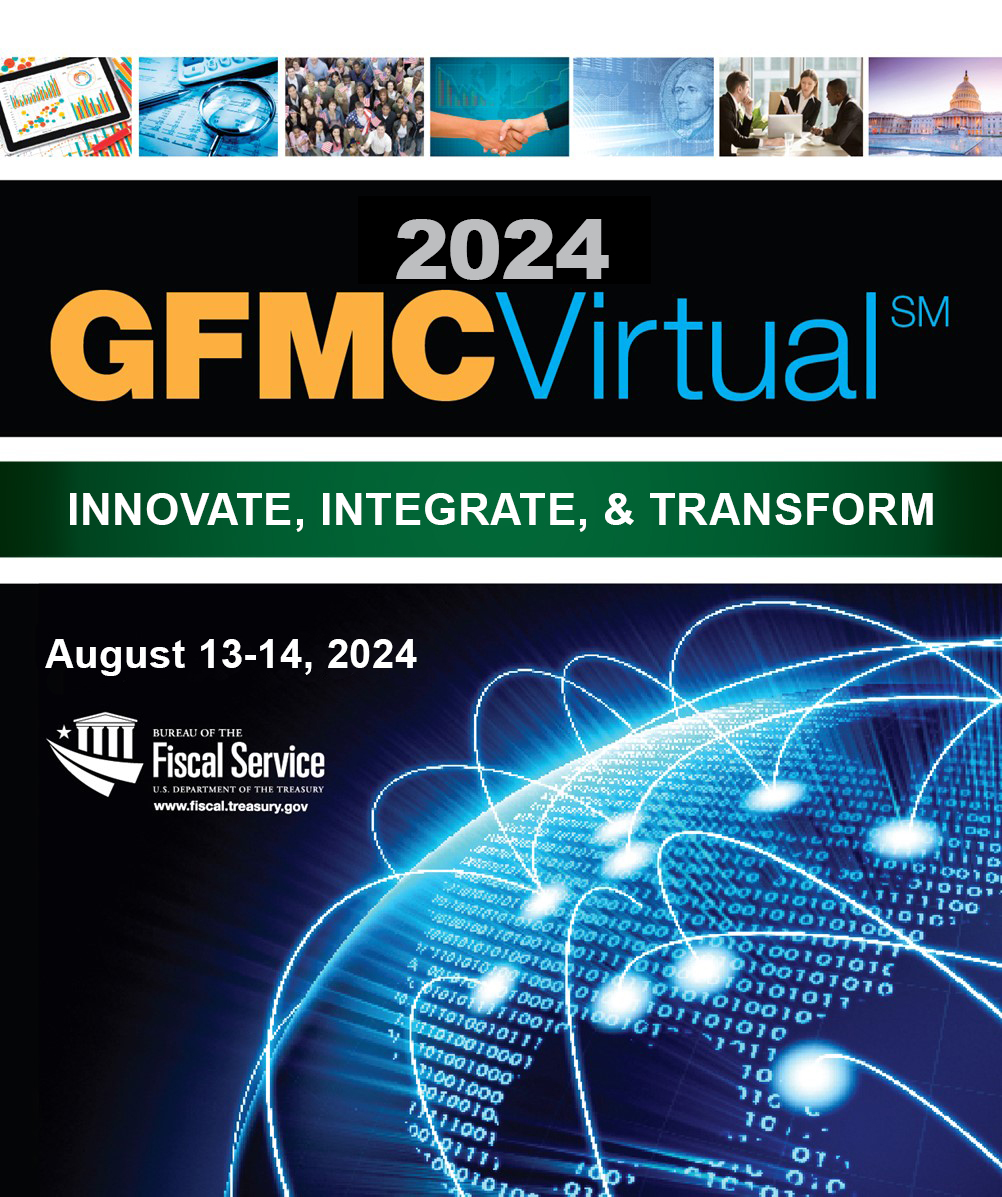 2024
GFMCVirtual SM
INNOVATE, INTEGRATE, & TRANSFORM
August 13-14, 2024
BUREAU OF THE
Fiscal Service
U.S. DEPARTMENT OF THE TREASURY
www.fiscal.treasury.gov